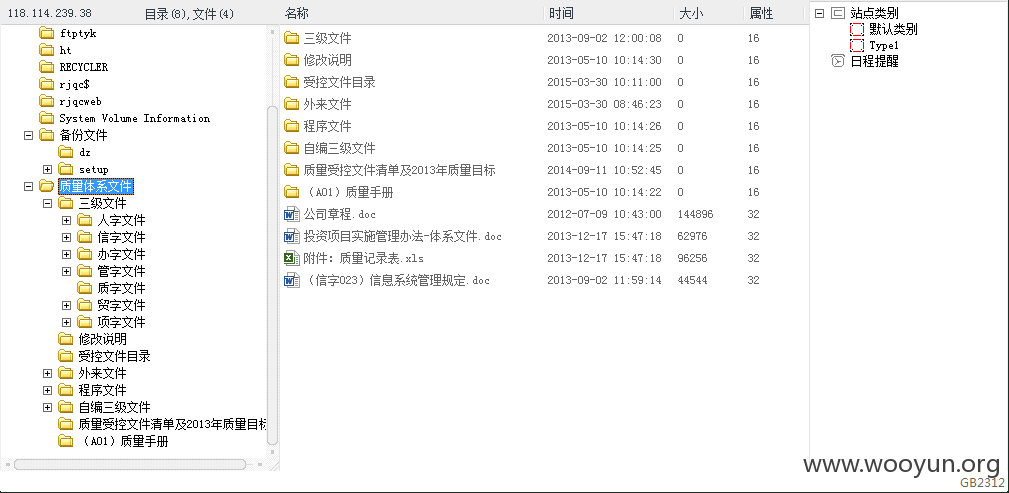 118.114.239.38 目录(8),文件(4)
ftptyk
ht
RECYCLER
rjqc$
rjqcweb
System Volume Information
备份文件
dz
setup
质量体系文件
三级文件
人字文件
信字文件
办字文件
管字文件
质字文件
贸字文件
项字文件
修改说明
受控文件目录
外来文件
程序文件
自编三级文件
质量受控文件清单及2013年质量目标
（A01）质量手册
名称 时间 大小 属性
三级文件 2013-09-02 12:00:08 0 16
修改说明 2013-05-10 10:14:30 0 16
受控文件目录 2015-03-30 10:11:00 0 16
外来文件 2015-03-30 08:46:23 0 16
程序文件 2013-05-10 10:14:26 0 16
自编三级文件 2013-05-10 10:14:25 0 16
质量受控文件清单及2013年质量目标 2014-09-11 10:52:45 0 16
（A01）质量手册 2013-05-10 10:14:22 0 16
公司章程.doc 2012-07-09 10:43:00 144896 32
投资项目实施管理办法-体系文件.doc 2013-12-17 15:47:18 62976 32
附件: 质量记录表.xls 2013-12-17 15:47:18 96256 32
（信字023）信息系统管理规定.doc 2013-09-02 11:59:14 44544 32
站点类别
默认类别
Type1
日程提醒
www.wooyun.org
GB2312